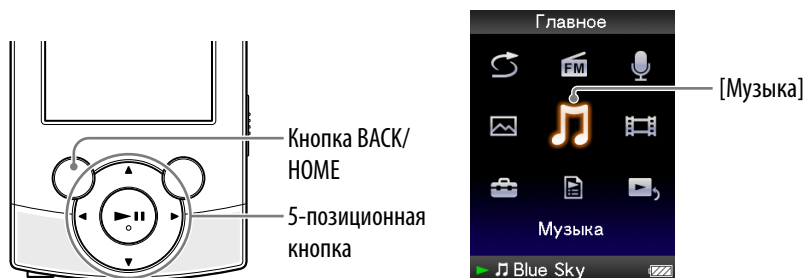 Кнопка BACK/
HOME
5-позиционная
кнопка
Главное
FM
[Музыка]
Музыка
Blue Sky